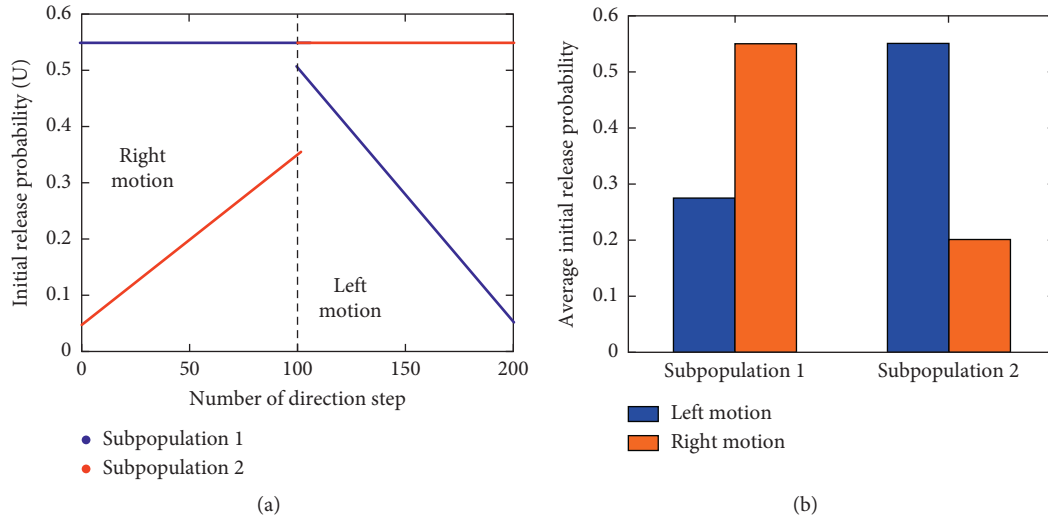 0.6
0.5
0.4
0.3
0.2
0.1
0
Initial release probability (U)
Right
motion
Left
motion
0
50
100
150
200
Number of direction step
Subpopulation 1
Subpopulation 2
(a)
0.6
0.5
0.4
0.3
0.2
0.1
0
Average initial release probability
Subpopulation 1
Subpopulation 2
Left motion
Right motion
(b)